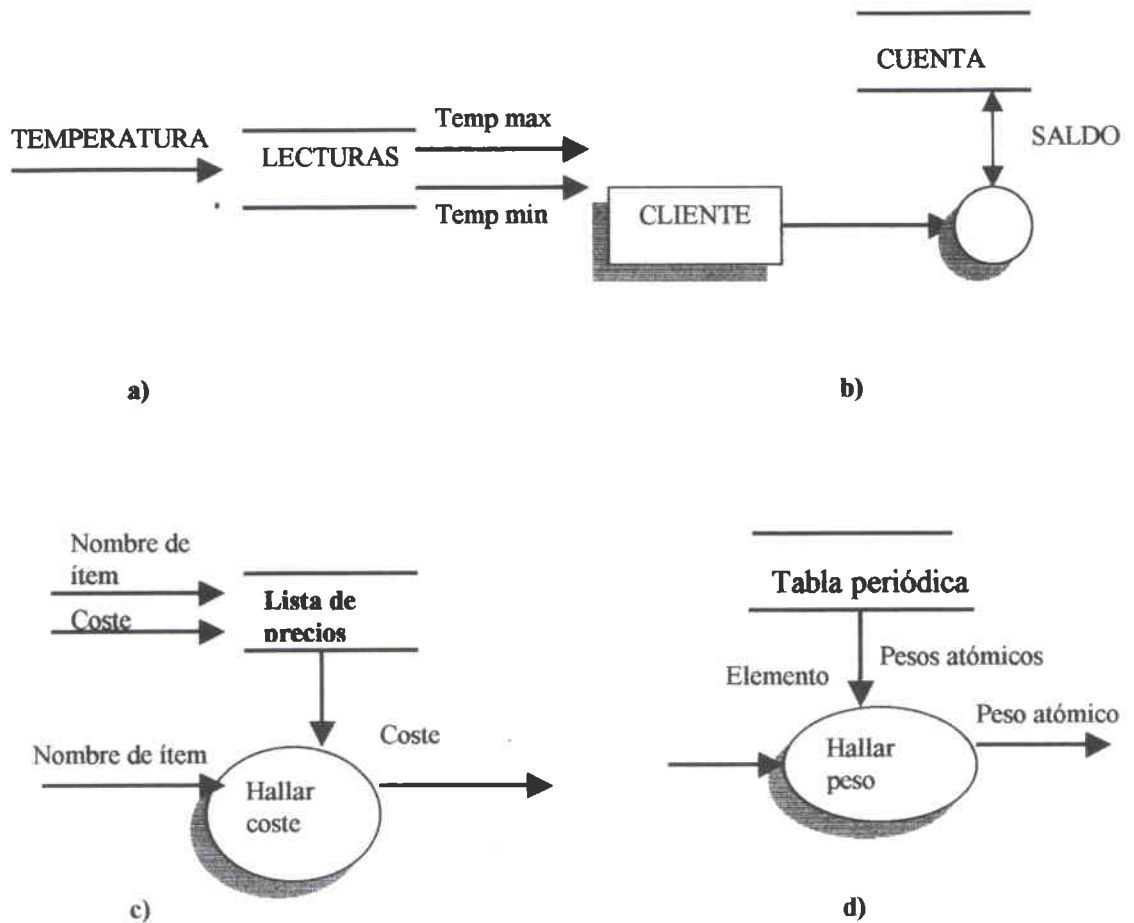 CUENTA
TEMPERATURA
LECTURAS
Temp max
Temp min
SALDO
CLIENTE
a)
b)
Nombre de
ítem
Coste
Lista de
precios
Nombre de ítem
Hallar
coste
Coste
c)
Tabla periódica
Elemento
Pesos atómicos
Hallar
peso
Peso atómico
d)